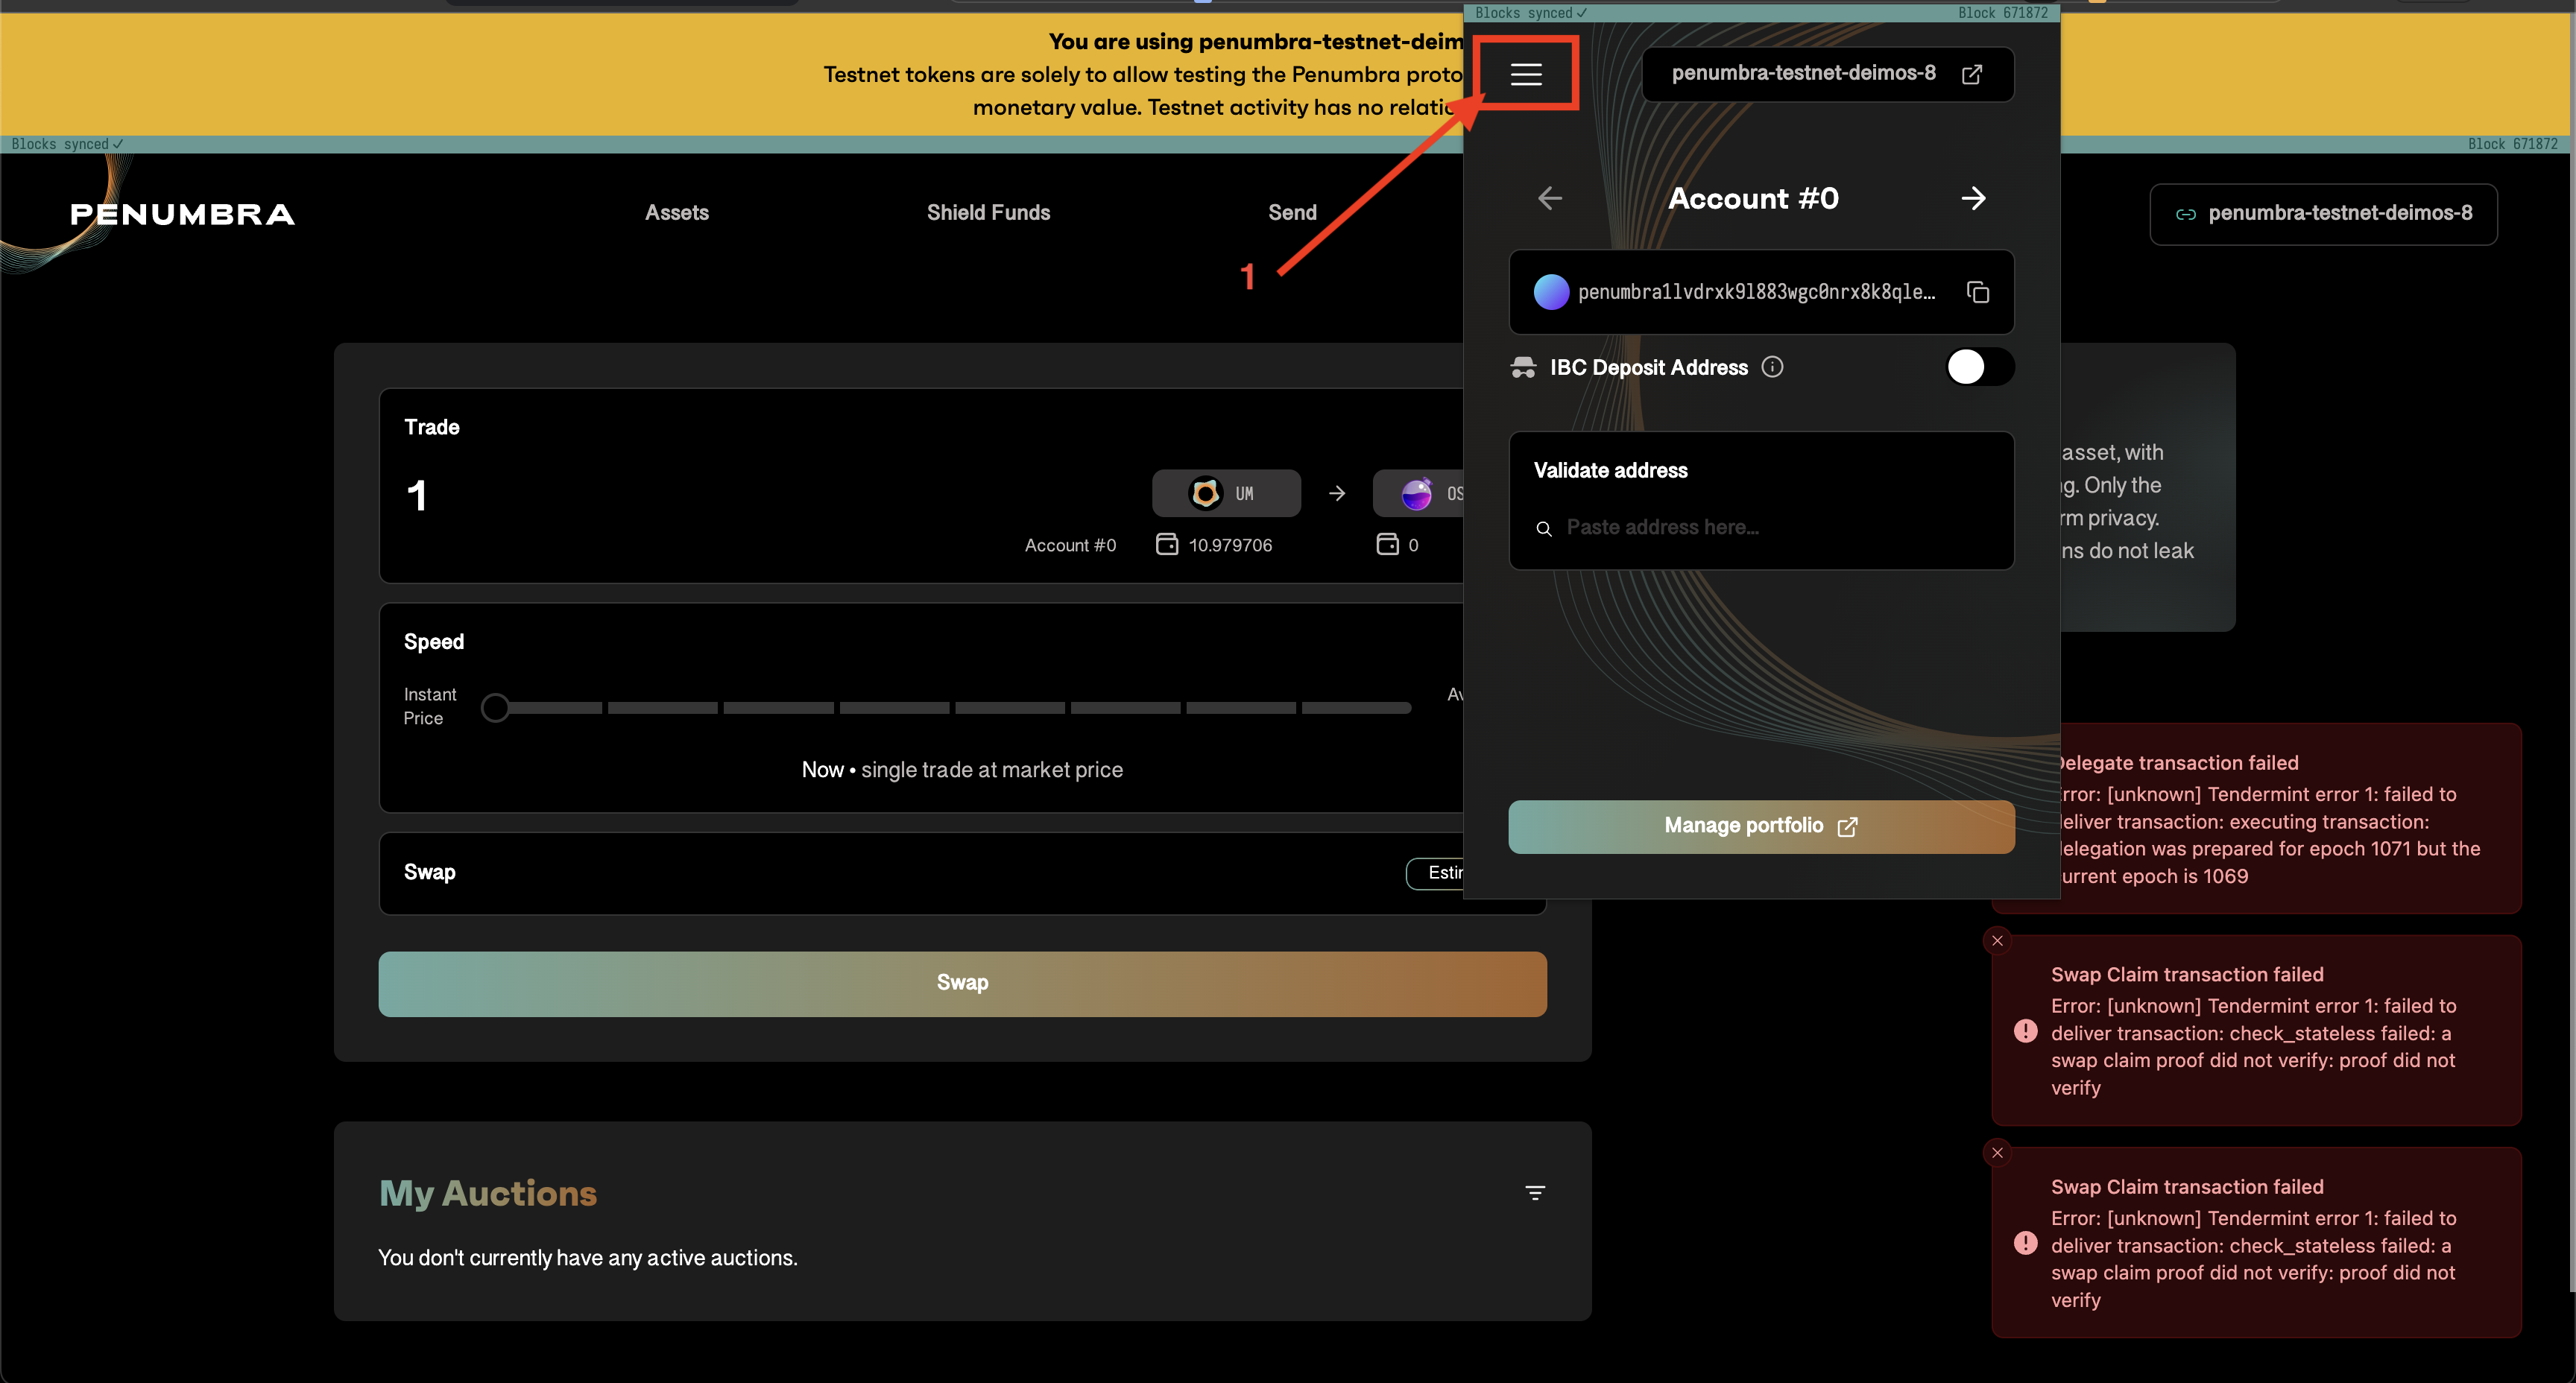 You are using penumbra-testnet-deim
Testnet tokens are solely to allow testing the Penumbra proto
monetary value. Testnet activity has no relatio
Blocks synced ✓
Block 671872
PENUMBRA
Assets
Shield Funds
Send
penumbra-testnet-deimos-8
1
Trade
1
UM
→
OS
Account #0
10.979706
0
Speed
Instant
Price
Av
Now • single trade at market price
Swap
Estim
Swap
My Auctions
You don't currently have any active auctions.
Blocks synced ✓
Block 671872
penumbra-testnet-deimos-8
Account #0
penumbra1lvdrxk9l883wgc0nrx8k8qle…
IBC Deposit Address
Validate address
Paste address here...
Manage portfolio
asset, with
g. Only the
rm privacy.
ns do not leak
Delegate transaction failed
Error: [unknown] Tendermint error 1: failed to
deliver transaction: executing transaction:
delegation was prepared for epoch 1071 but the
current epoch is 1069
Swap Claim transaction failed
Error: [unknown] Tendermint error 1: failed to
deliver transaction: check_stateless failed: a
swap claim proof did not verify: proof did not
verify
Swap Claim transaction failed
Error: [unknown] Tendermint error 1: failed to
deliver transaction: check_stateless failed: a
swap claim proof did not verify: proof did not
verify